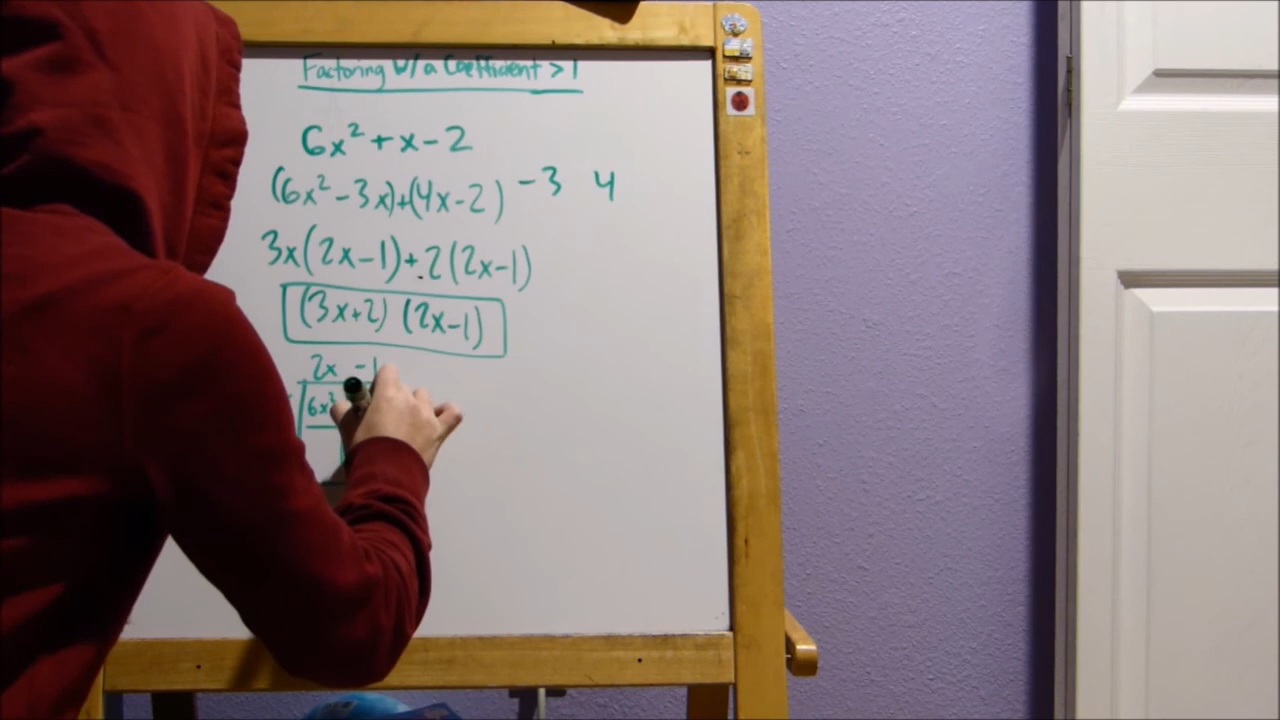 Factoring w/a Coefficient > 1
6x² + x - 2
(6x² - 3x) + (4x - 2) -3 4
3x(2x - 1) + 2(2x - 1)
(3x + 2) (2x - 1)
2x - 1
6x²